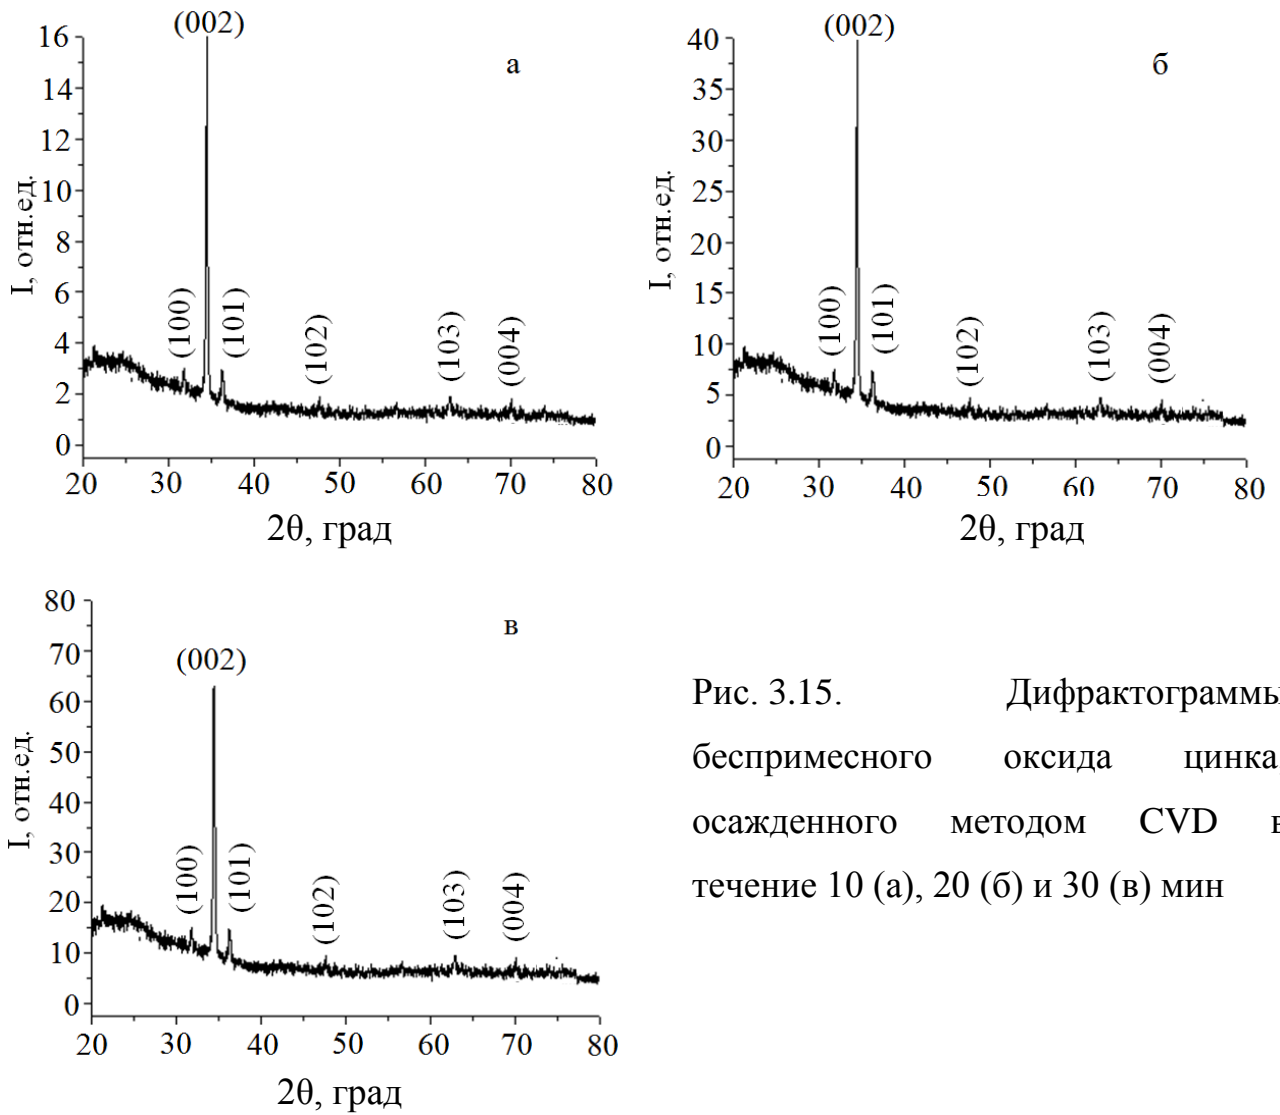 (002)
а
16
14
12
10
8
6
4
2
0
I, отн.ед.
(100)
(101)
(102)
(103)
(004)
20 30 40 50 60 70 80
2θ, град
(002)
б
40
35
30
25
20
15
10
5
0
I, отн.ед.
(100)
(101)
(102)
(103)
(004)
20 30 40 50 60 70 80
2θ, град
80
70
60
50
40
30
20
10
0
I, отн.ед.
в
(002)
(100)
(101)
(102)
(103)
(004)
20 30 40 50 60 70 80
2θ, град
Рис. 3.15. Дифрактограммы
беспримесного оксида цинка,
осажденного методом CVD в
течение 10 (а), 20 (б) и 30 (в) мин